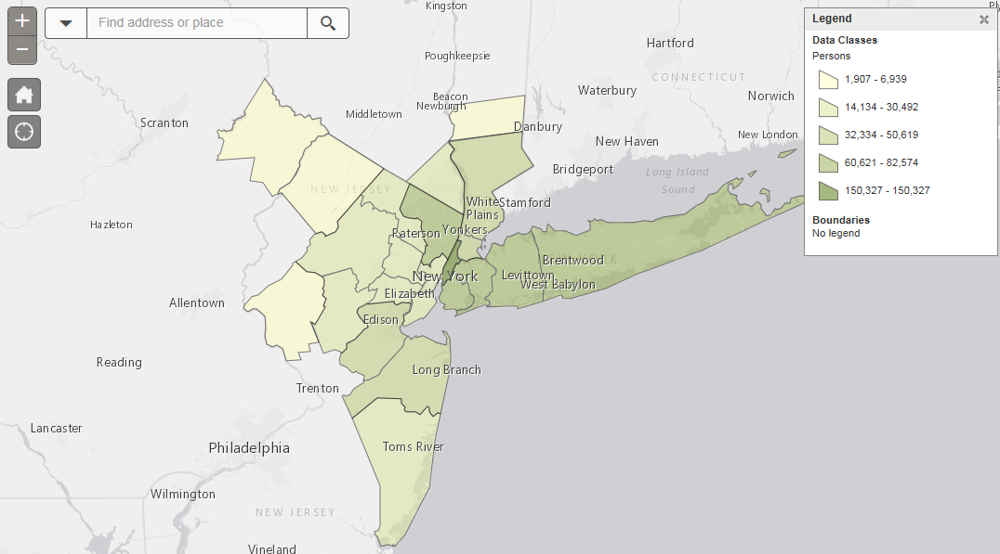 +
Find address or place
−
Legend
Data Classes
Persons
1,907 - 6,939
14,134 - 30,492
32,334 - 50,619
60,621 - 82,574
150,327 - 150,327
Boundaries
No legend
Kingston
Hartford
Poughkeepsie
CONNECTICUT
Waterbury
Norwich
Beacon
Newburgh
Middletown
Scranton
Danbury
New London
New Haven
Bridgeport
Long Island
Sound
NEW JERSEY
White
Plains
Stamford
Hazleton
Paterson
Yonkers
Brentwood
New York
Levittown
West Babylon
Elizabeth
Allentown
Edison
Reading
Long Branch
Trenton
Lancaster
Philadelphia
Toms River
Wilmington
NEW JERSEY
Vineland